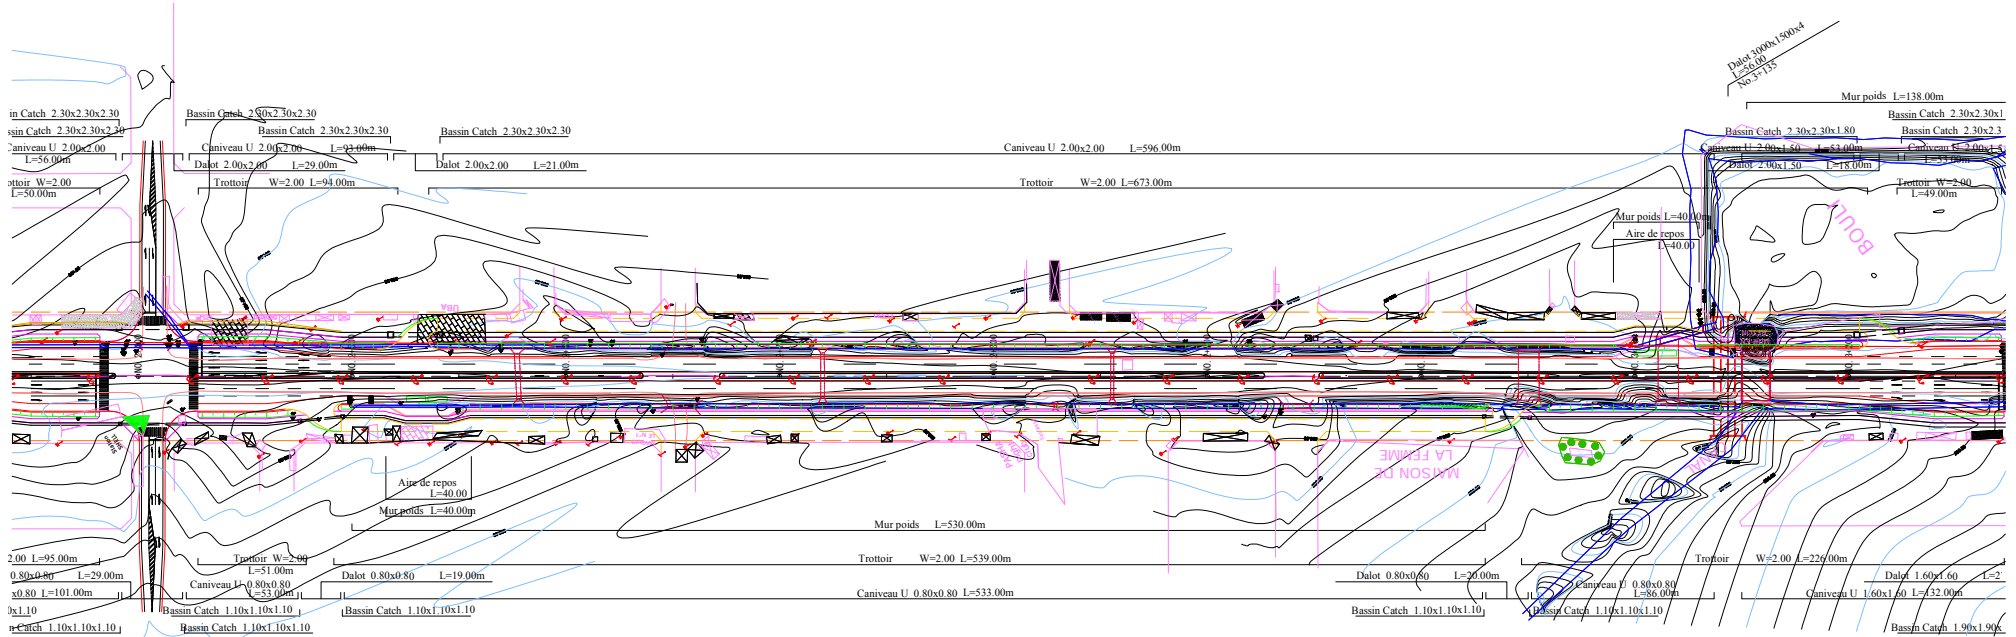 Dalot 3000x1500x4
L=56.00
No.3+135
Mur poids L=138.00m
in Catch 2.30x2.30x2.30
Bassin Catch 2.30x2.30x2.30
Bassin Catch 2.30x2.30x1
ssin Catch 2.30x2.30x2.30
Bassin Catch 2.30x2.30x2.30
Bassin Catch 2.30x2.30x2.30
Bassin Catch 2.30x2.30x1.80
Bassin Catch 2.30x2.3
Caniveau U 2.00x2.00
L=56.00m
Caniveau U 2.00x2.00 L=93.00m
Caniveau U 2.00x2.00 L=596.00m
Caniveau U 2.00x1.50 L=53.00m
Caniveau U 2.00x1.5
L=33.00m
Dalot 2.00x2.00 L=29.00m
Dalot 2.00x2.00 L=21.00m
Dalot 2.00x1.50 L=18.00m
ottoir W=2.00
L=50.00m
Trottoir W=2.00 L=94.00m
Trottoir W=2.00 L=673.00m
Trottoir W=2.00
L=49.00m
Mur poids L=40.00m
Aire de repos
L=40.00
BOULY
UBA
MAISON DE
LA FEMME
Aire de repos
L=40.00
Mur poids L=40.00m
Mur poids L=530.00m
2.00 L=95.00m
Trottoir W=2.00
L=51.00m
Trottoir W=2.00 L=539.00m
Trottoir W=2.00 L=226.00m
0.80x0.80 L=29.00m
Dalot 0.80x0.80 L=19.00m
Dalot 0.80x0.80 L=20.00m
Dalot 1.60x1.60 L=2
x0.80 L=101.00m
Caniveau U 0.80x0.80
L=53.00m
Caniveau U 0.80x0.80 L=533.00m
Caniveau U 0.80x0.80
L=86.00m
Caniveau U 1.60x1.60 L=132.00m
0x1.10
Bassin Catch 1.10x1.10x1.10
Bassin Catch 1.10x1.10x1.10
Bassin Catch 1.10x1.10x1.10
Bassin Catch 1.10x1.10x1.10
n Catch 1.10x1.10x1.10
Bassin Catch 1.10x1.10x1.10
Bassin Catch 1.90x1.90x